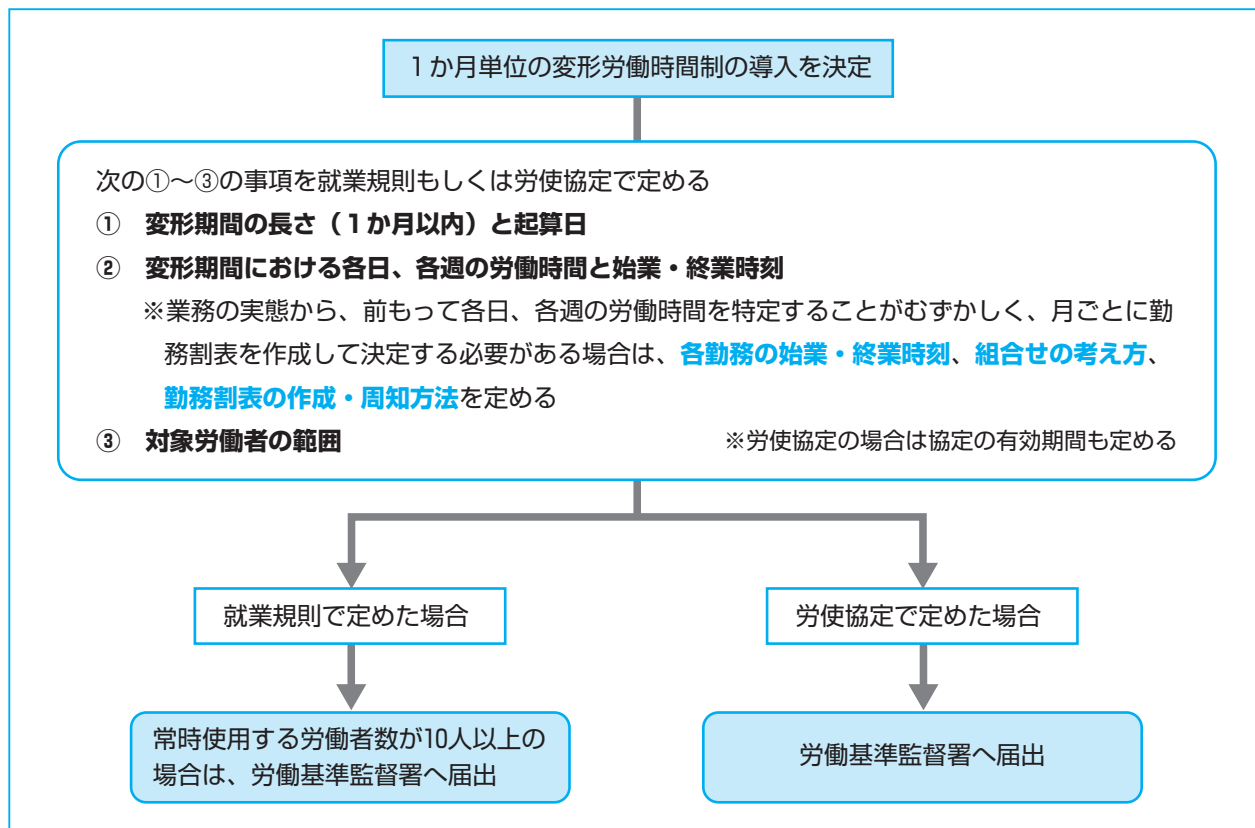 １か月単位の変形労働時間制の導入を決定
次の①～③の事項を就業規則もしくは労使協定で定める
①　変形期間の長さ（１か月以内）と起算日
②　変形期間における各日、各週の労働時間と始業・終業時刻
※業務の実態から、前もって各日、各週の労働時間を特定することがむずかしく、月ごとに勤
務割表を作成して決定する必要がある場合は、各勤務の始業・終業時刻、組合せの考え方、
勤務割表の作成・周知方法を定める
③　対象労働者の範囲　※労使協定の場合は協定の有効期間も定める
就業規則で定めた場合
労使協定で定めた場合
常時使用する労働者数が10人以上の
場合は、労働基準監督署へ届出
労働基準監督署へ届出